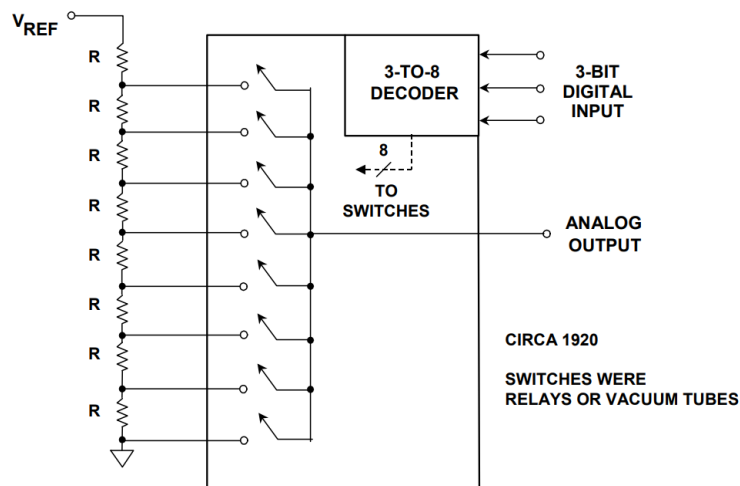 VREF
R
R
R
R
R
R
R
R
3-TO-8
DECODER
3-BIT
DIGITAL
INPUT
8
TO
SWITCHES
ANALOG
OUTPUT
CIRCA 1920
SWITCHES WERE
RELAYS OR VACUUM TUBES